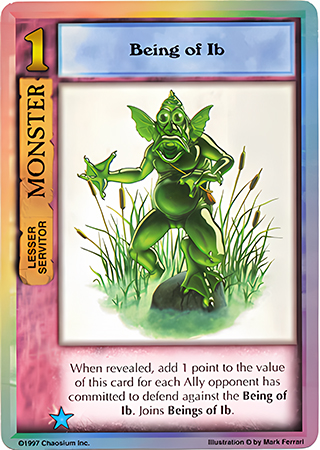 1
Being of Ib
MONSTER
LESSER
SERVITOR
When revealed, add 1 point to the value
of this card for each Ally opponent has
committed to defend against the Being of
Ib. Joins Beings of Ib.
©1997 Chaosium Inc.
Illustration © by Mark Ferrari